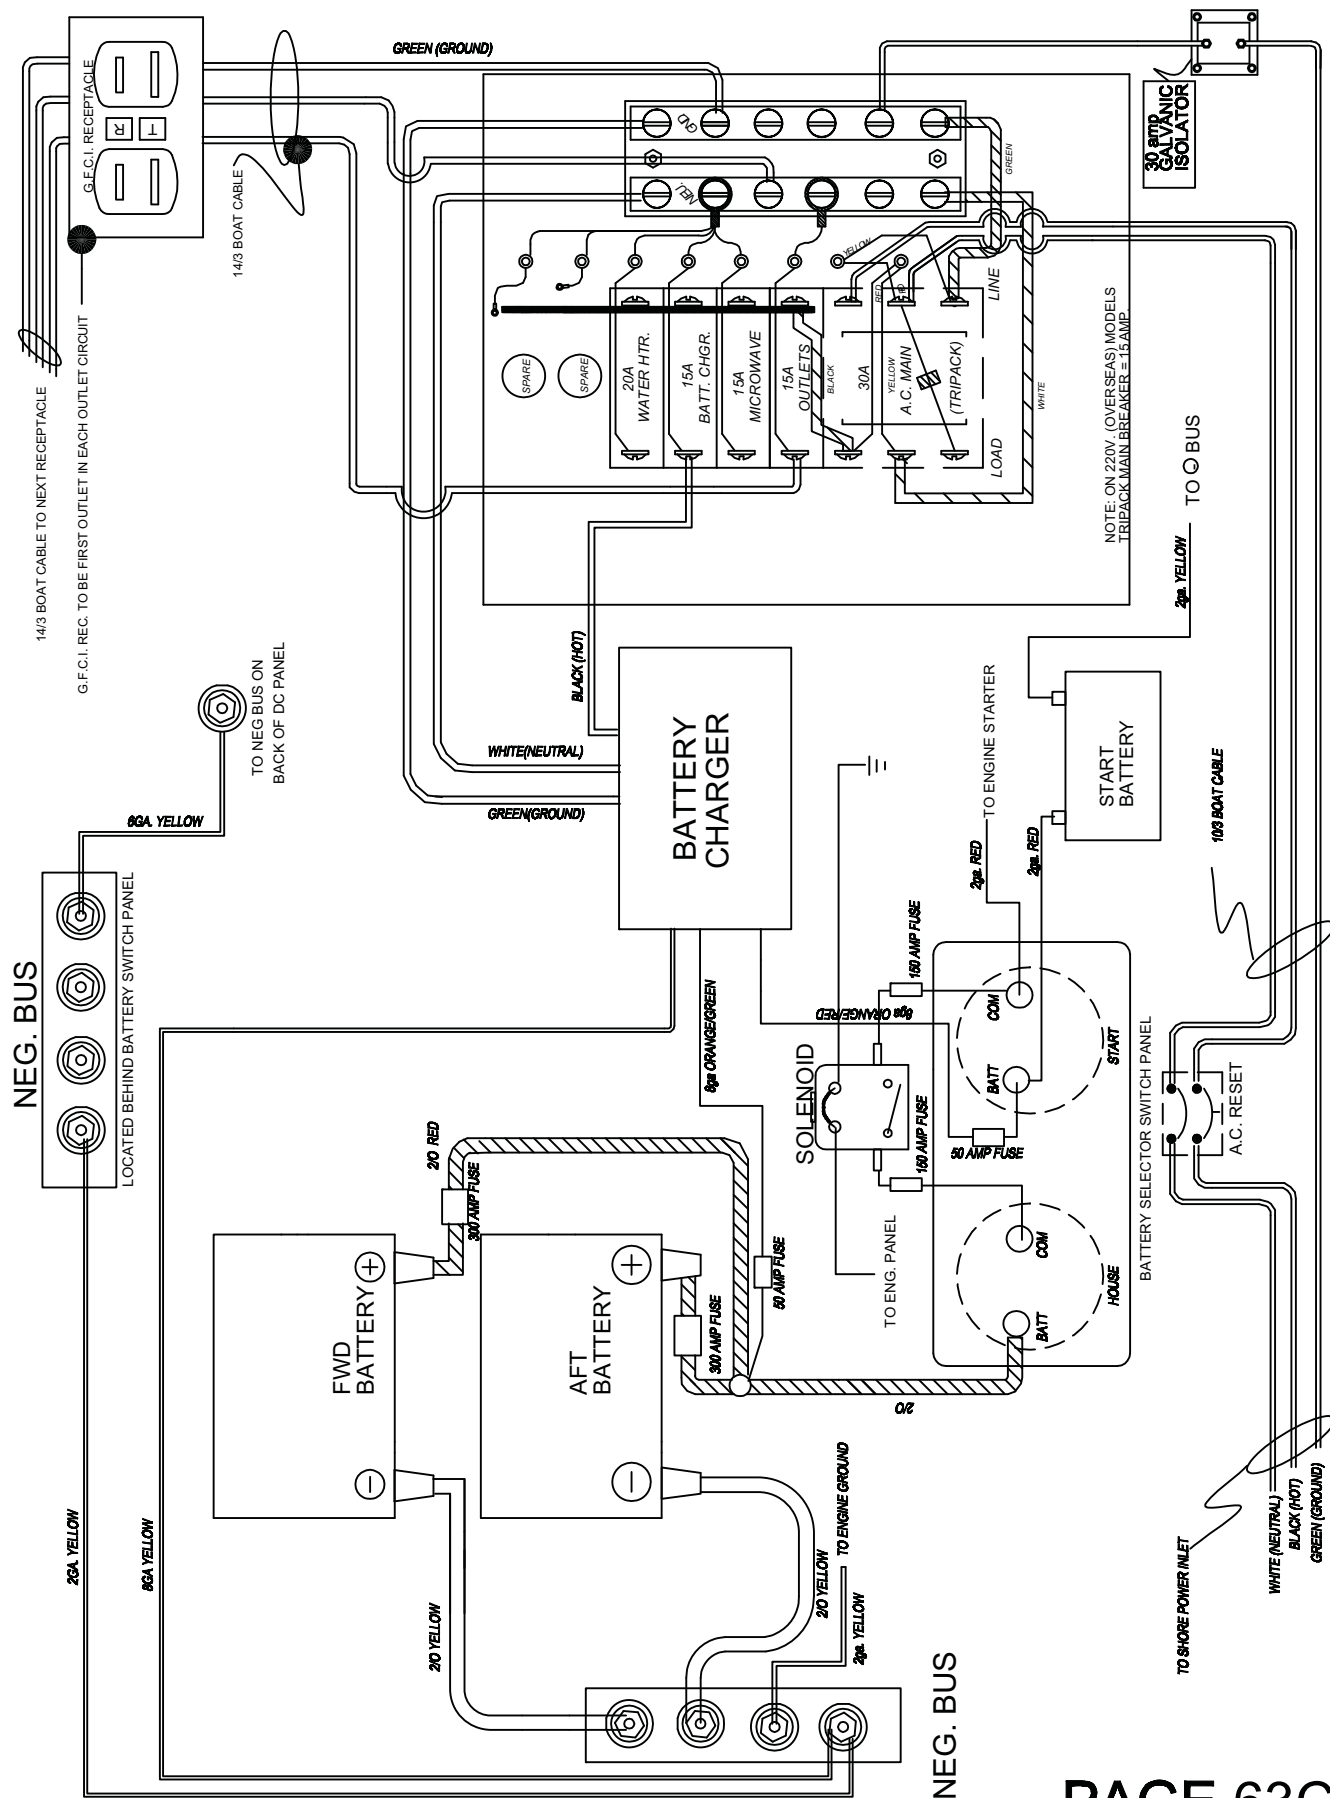 GREEN (GROUND)
G.F.C.I. RECEPTACLE
R
T
14/3 BOAT CABLE
14/3 BOAT CABLE TO NEXT RECEPTACLE
G.F.C.I. REC. TO BE FIRST OUTLET IN EACH OUTLET CIRCUIT
GND
NEU.
GREEN
30 amp
GALVANIC
ISOLATOR
YELLOW
RED
LINE
SPARE
SPARE
20A
WATER HTR.
15A
BATT. CHGR.
15A
MICROWAVE
15A
OUTLETS
BLACK
30A
YELLOW
A.C. MAIN
(TRIPACK)
WHITE
LOAD
NOTE: ON 220V. (OVERSEAS) MODELS
TRIPACK MAIN BREAKER = 15 AMP.
TO BUS
2ga. YELLOW
BLACK (HOT)
WHITE(NEUTRAL)
GREEN(GROUND)
TO NEG BUS ON
BACK OF DC PANEL
6GA. YELLOW
NEG. BUS
LOCATED BEHIND BATTERY SWITCH PANEL
BATTERY
CHARGER
TO ENGINE STARTER
START
BATTERY
2ga. RED
2ga. RED
10/3 BOAT CABLE
150 AMP FUSE
8ga ORANGE/RED
8ga ORANGE/GREEN
SOLENOID
COM
BATT
START
150 AMP FUSE
50 AMP FUSE
A.C. RESET
BATTERY SELECTOR SWITCH PANEL
2/O RED
300 AMP FUSE
FWD
BATTERY
AFT
BATTERY
300 AMP FUSE
50 AMP FUSE
TO ENG. PANEL
COM
HOUSE
BATT
2/O
2GA. YELLOW
8GA YELLOW
2/O YELLOW
2/O YELLOW
TO ENGINE GROUND
2ga. YELLOW
NEG. BUS
TO SHORE POWER INLET
WHITE (NEUTRAL)
BLACK (HOT)
GREEN (GROUND)
PAGE 63C